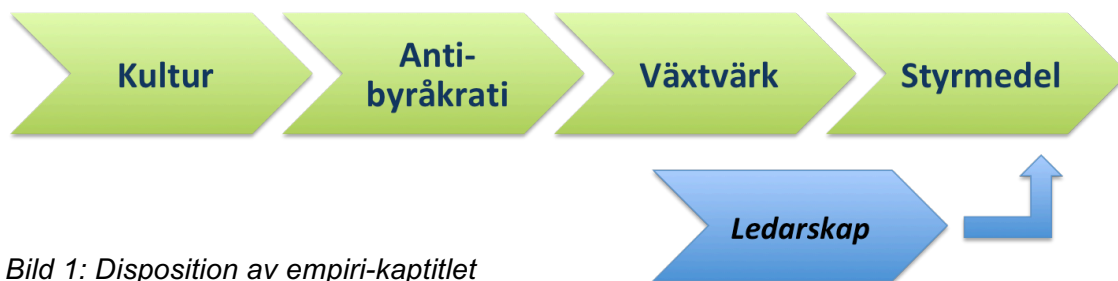 Kultur
Anti-
byråkrati
Växtvärk
Styrmedel
Ledarskap
Bild 1: Disposition av empiri-kaptitlet